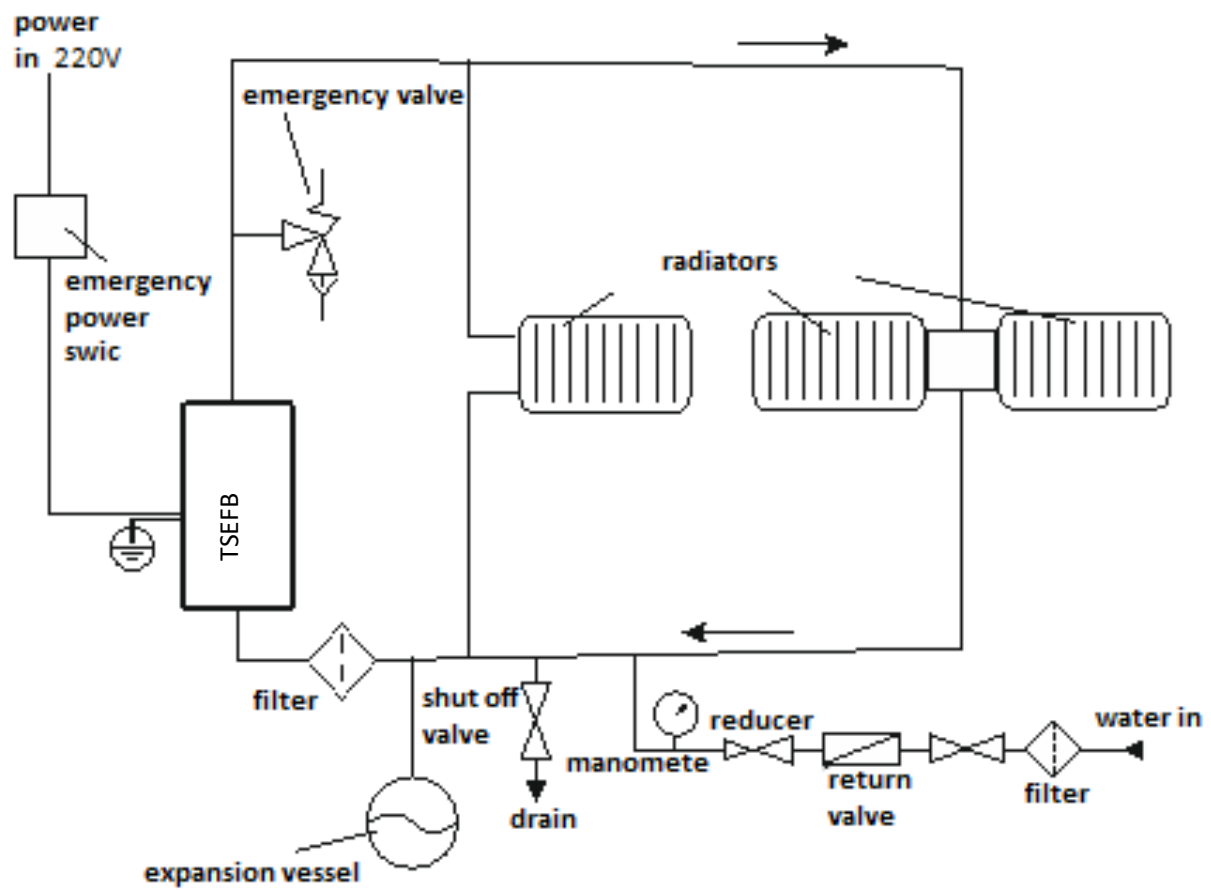 power
in 220V
emergency valve
emergency
power
swic
radiators
TSEFB
filter
shut off
valve
manomete
reducer
water in
return
valve
filter
drain
expansion vessel